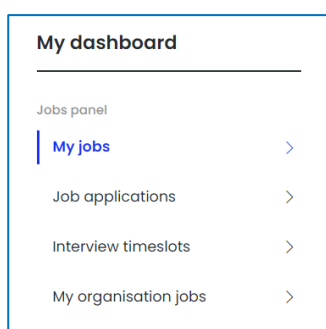 My dashboard
Jobs panel
My jobs
Job applications
Interview timeslots
My organisation jobs